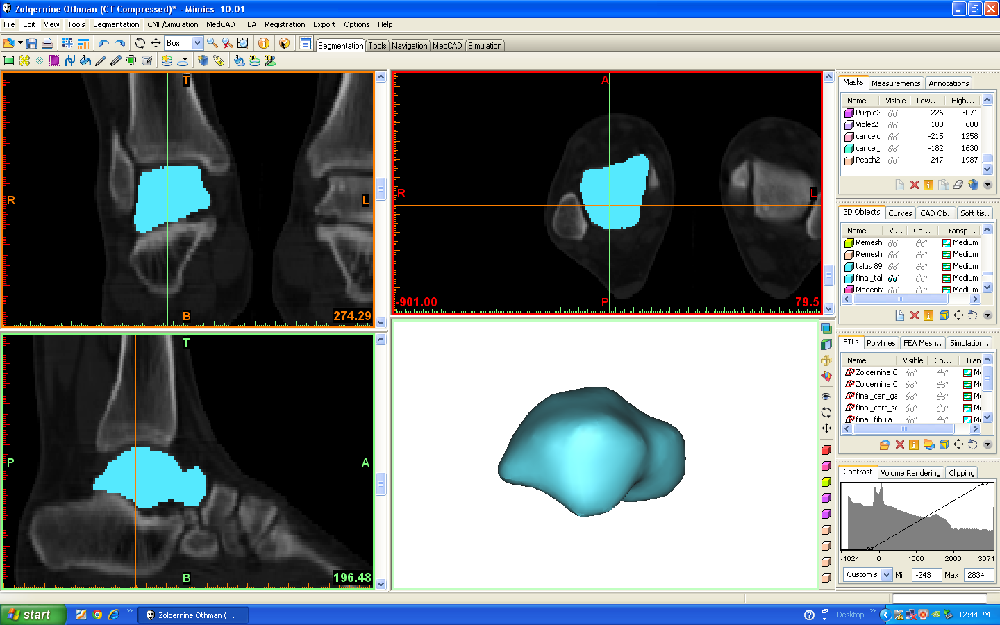 Zolqernine Othman (CT Compressed)* - Mimics 10.01
File Edit View Tools Segmentation CMF/Simulation MedCAD FEA Registration Export Options Help
Box
Segmentation Tools Navigation MedCAD Simulation
T
R
L
B
274.29
A
R
L
P
-901.00
79.5
T
P
A
B
196.48
Masks Measurements Annotations
Name Visible Low... High...
Purple2 226 3071
Violet2 100 600
cancelc -215 1258
cancel_ -182 1630
Peach2 -247 1987
3D Objects Curves CAD Ob.. Soft tis..
Name Vi... Co... Transp...
Remesh Medium
Remesh Medium
talus 89 Medium
final_talu Medium
Magenta Medium
STLs Polylines FEA Mesh.. Simulation..
Name Visible Co... Tran
Zolqernine C Me
Zolqernine C Me
final_can_ga Me
final_cort_sc Me
final fibula Me
Contrast Volume Rendering Clipping
-1024 0 1000 2000 3071
Custom s Min: -243 Max: 2834
start
Zolqernine Othman (...
Desktop
12:44 PM